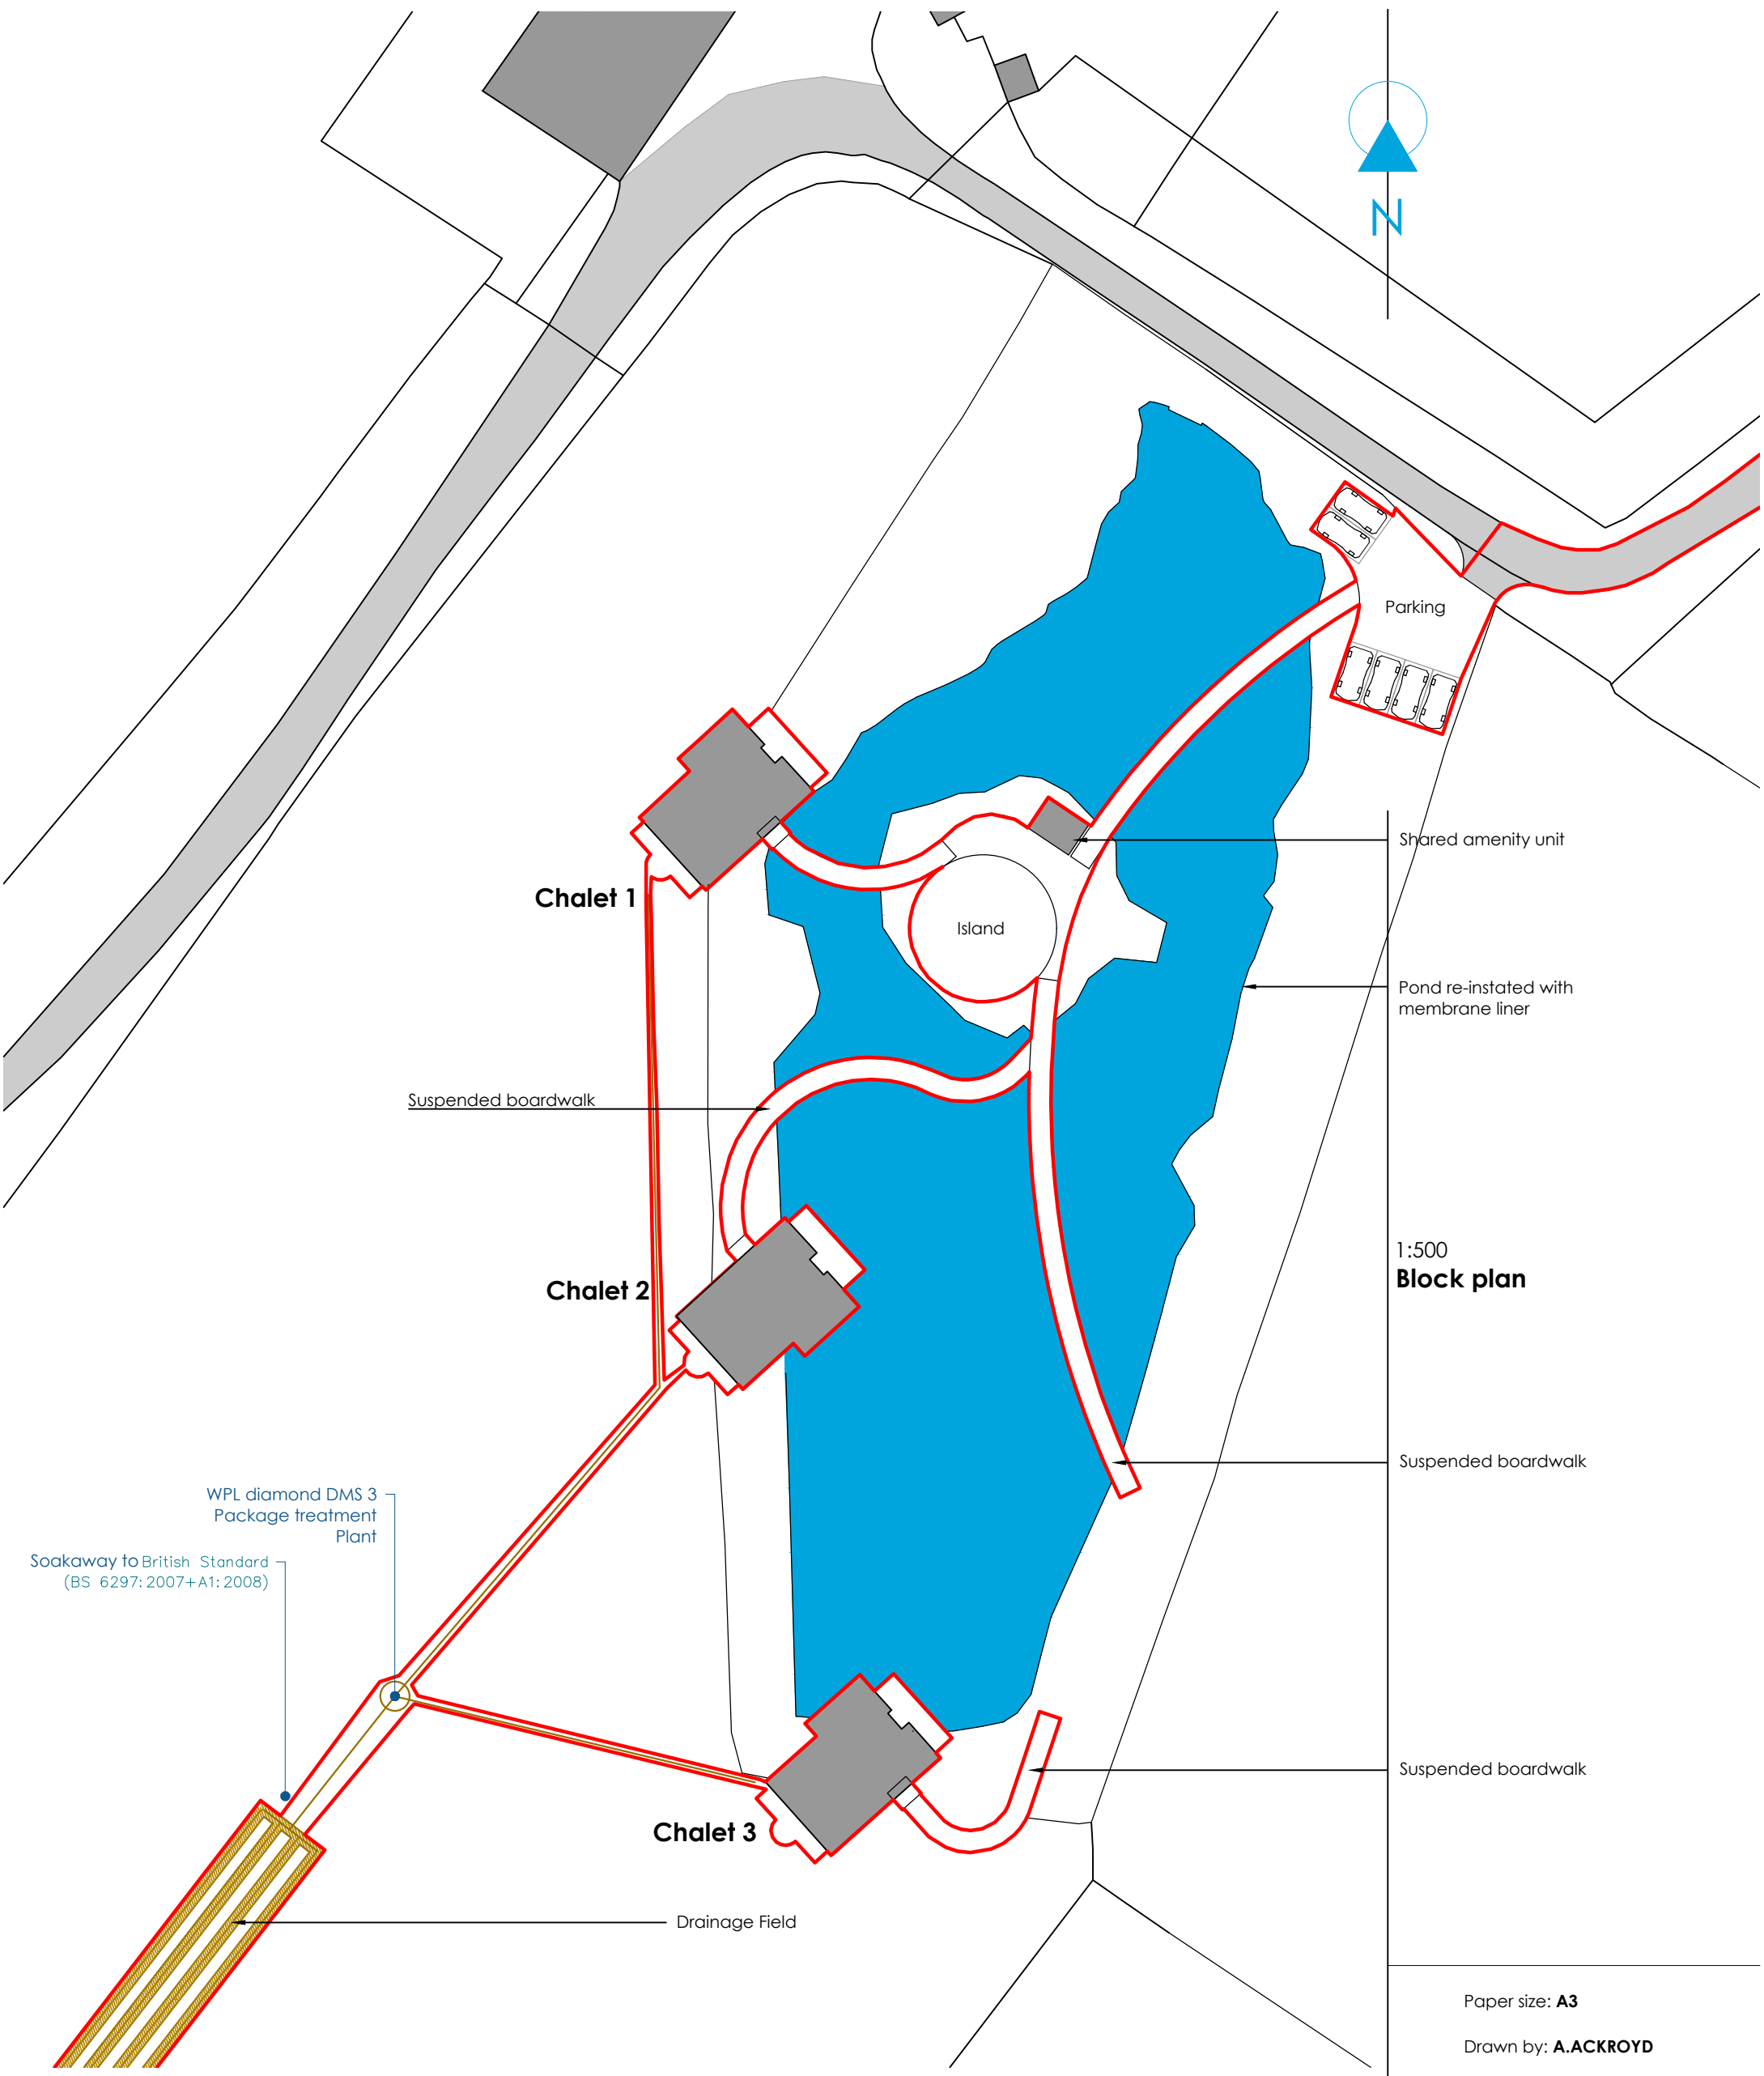 N
Parking
Shared amenity unit
Chalet 1
Island
Pond re-instated with
membrane liner
Suspended boardwalk
1:500
Block plan
Chalet 2
Suspended boardwalk
WPL diamond DMS 3
Package treatment
Plant
Soakaway to British Standard
(BS 6297:2007+A1:2008)
Suspended boardwalk
Chalet 3
Drainage Field
Paper size: A3
Drawn by: A.ACKROYD